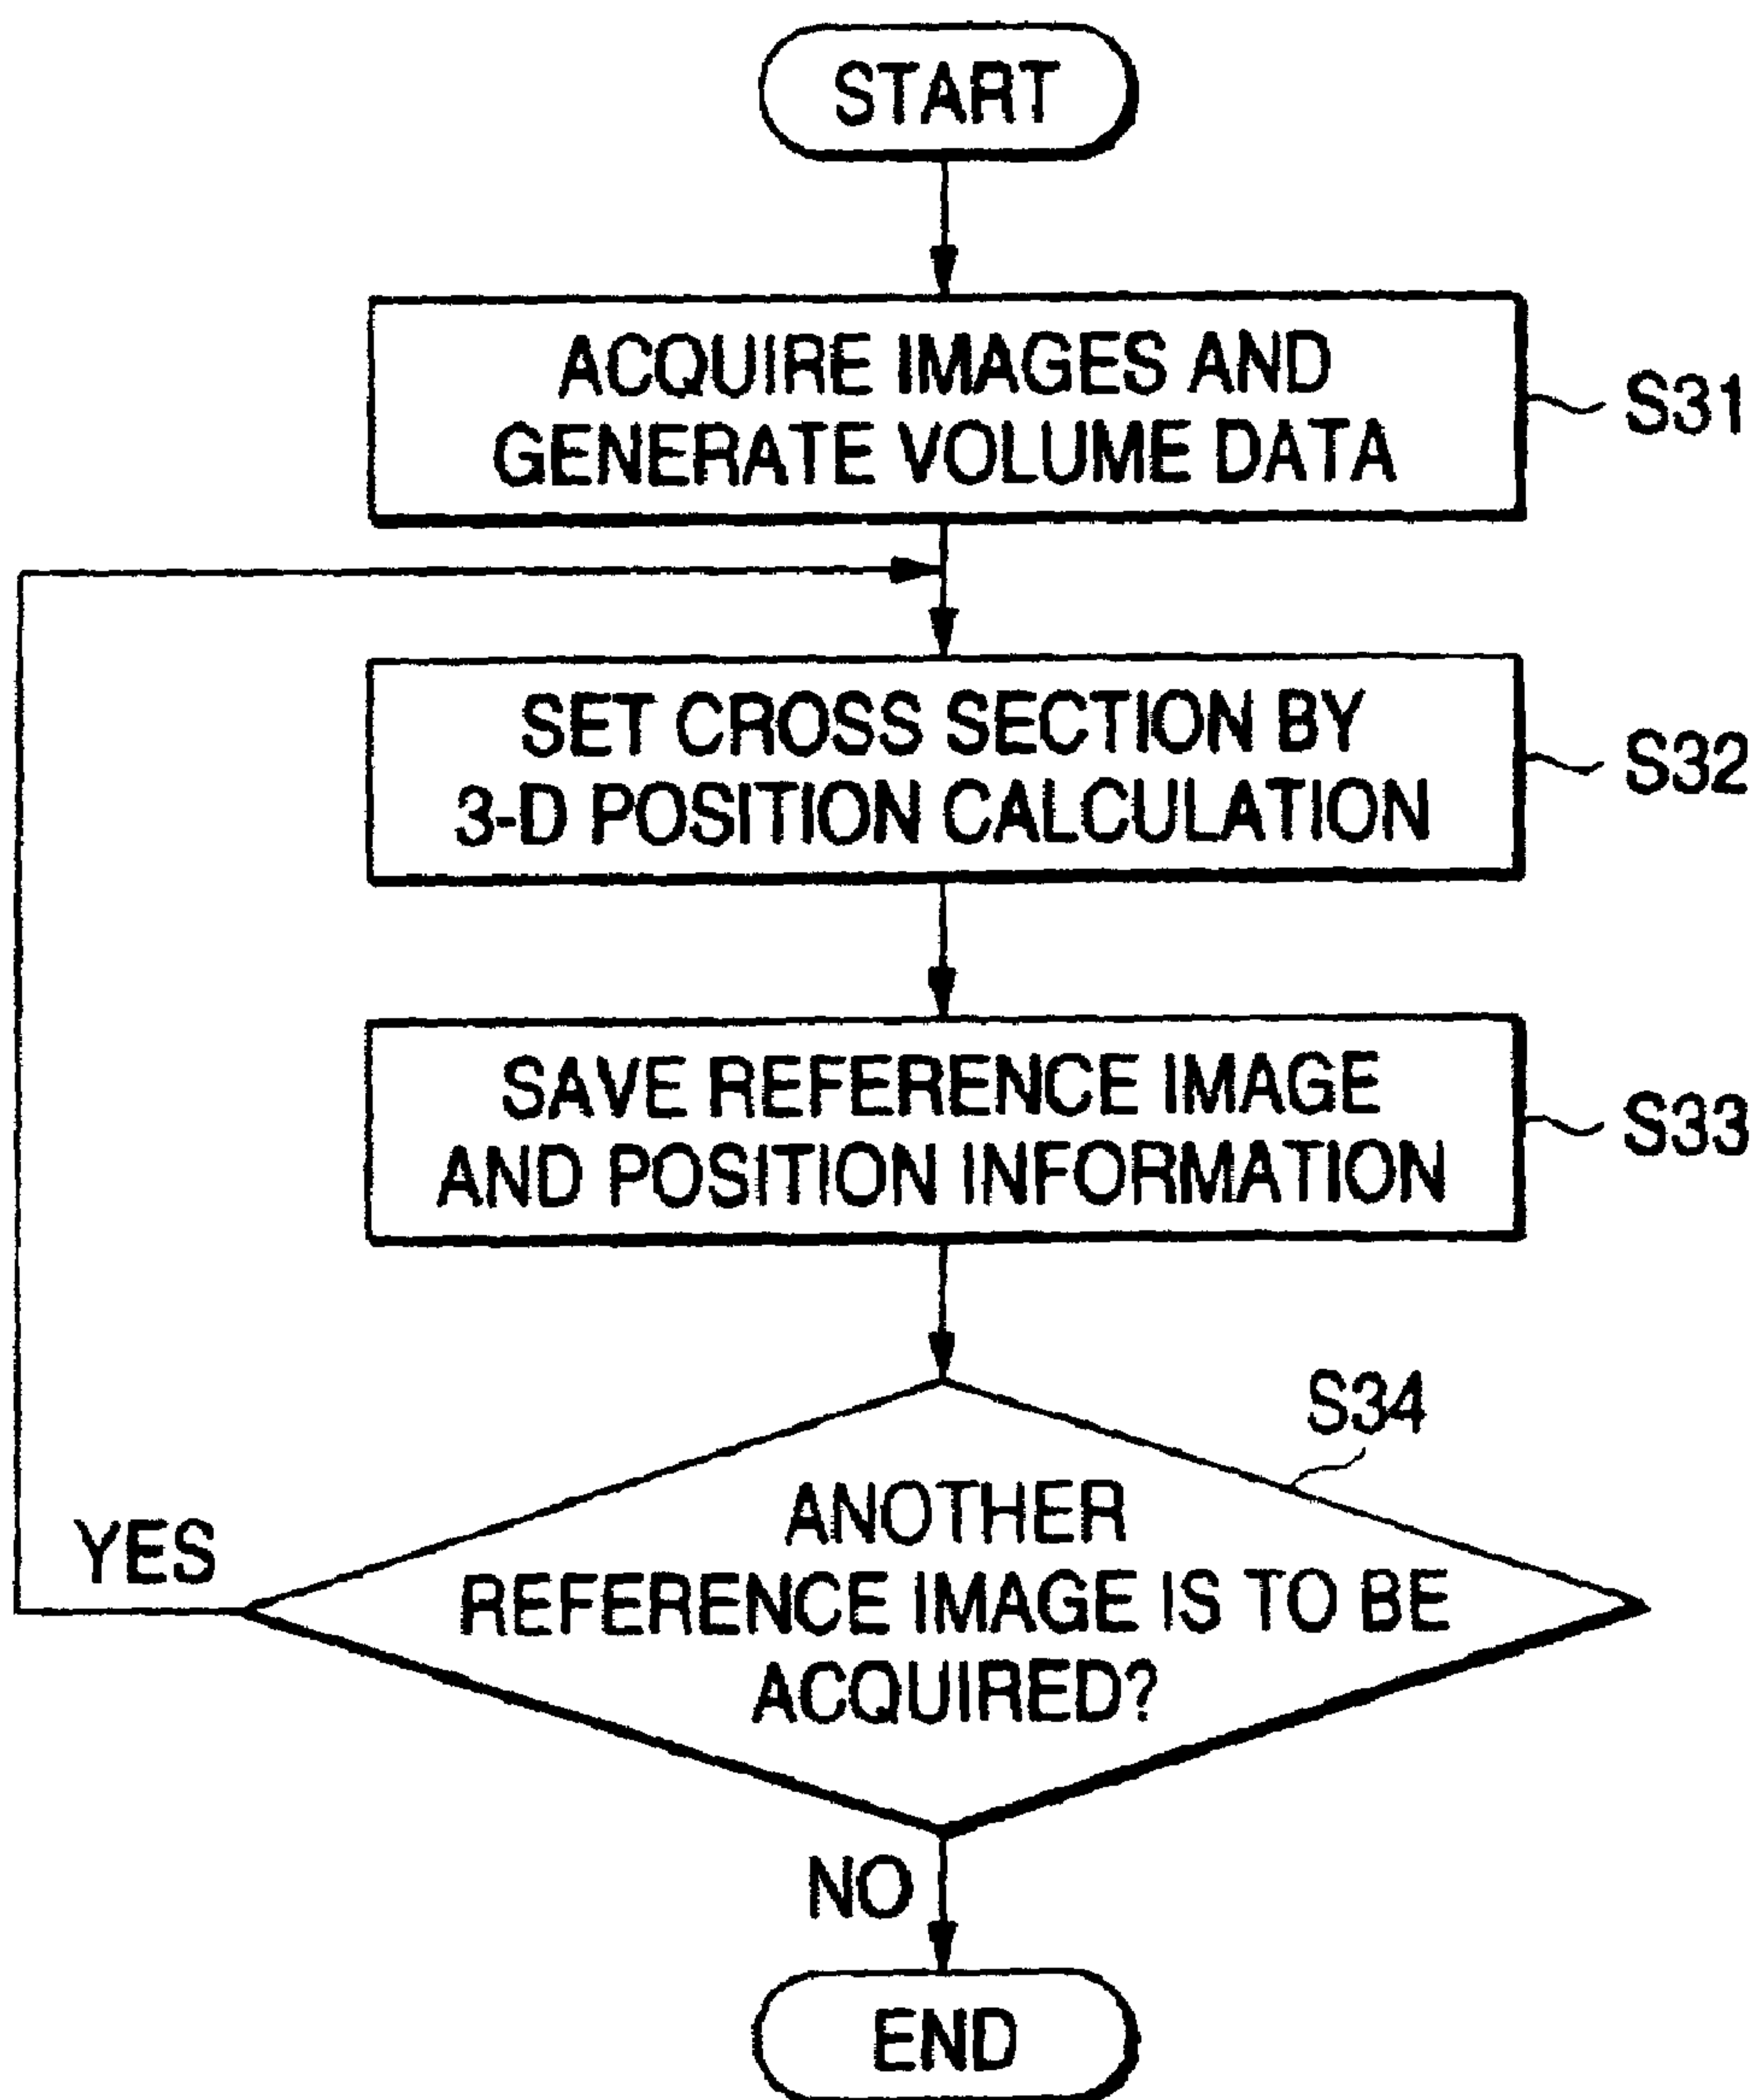 START
ACQUIRE IMAGES AND
GENERATE VOLUME DATA
S31
SET CROSS SECTION BY
3-D POSITION CALCULATION
S32
SAVE REFERENCE IMAGE
AND POSITION INFORMATION
S33
S34
ANOTHER
REFERENCE IMAGE IS TO BE
ACQUIRED?
YES
NO
END